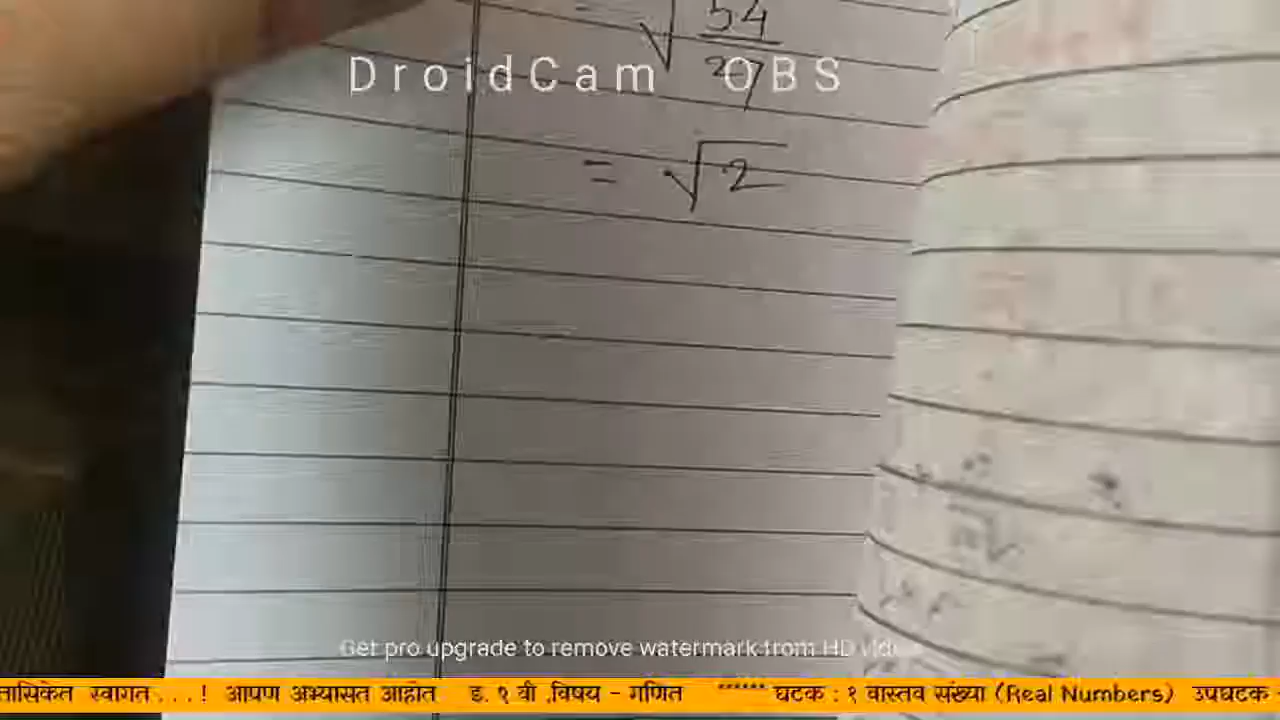 √54/27
DroidCam OBS
= √2
Get pro upgrade to remove watermark from HD
तासिकेत स्वागत ....! आपण अभ्यासत आहोत इ. ९ वी ,विषय - गणित ****** घटक : १ वास्तव संख्या (Real Numbers) उपघटक